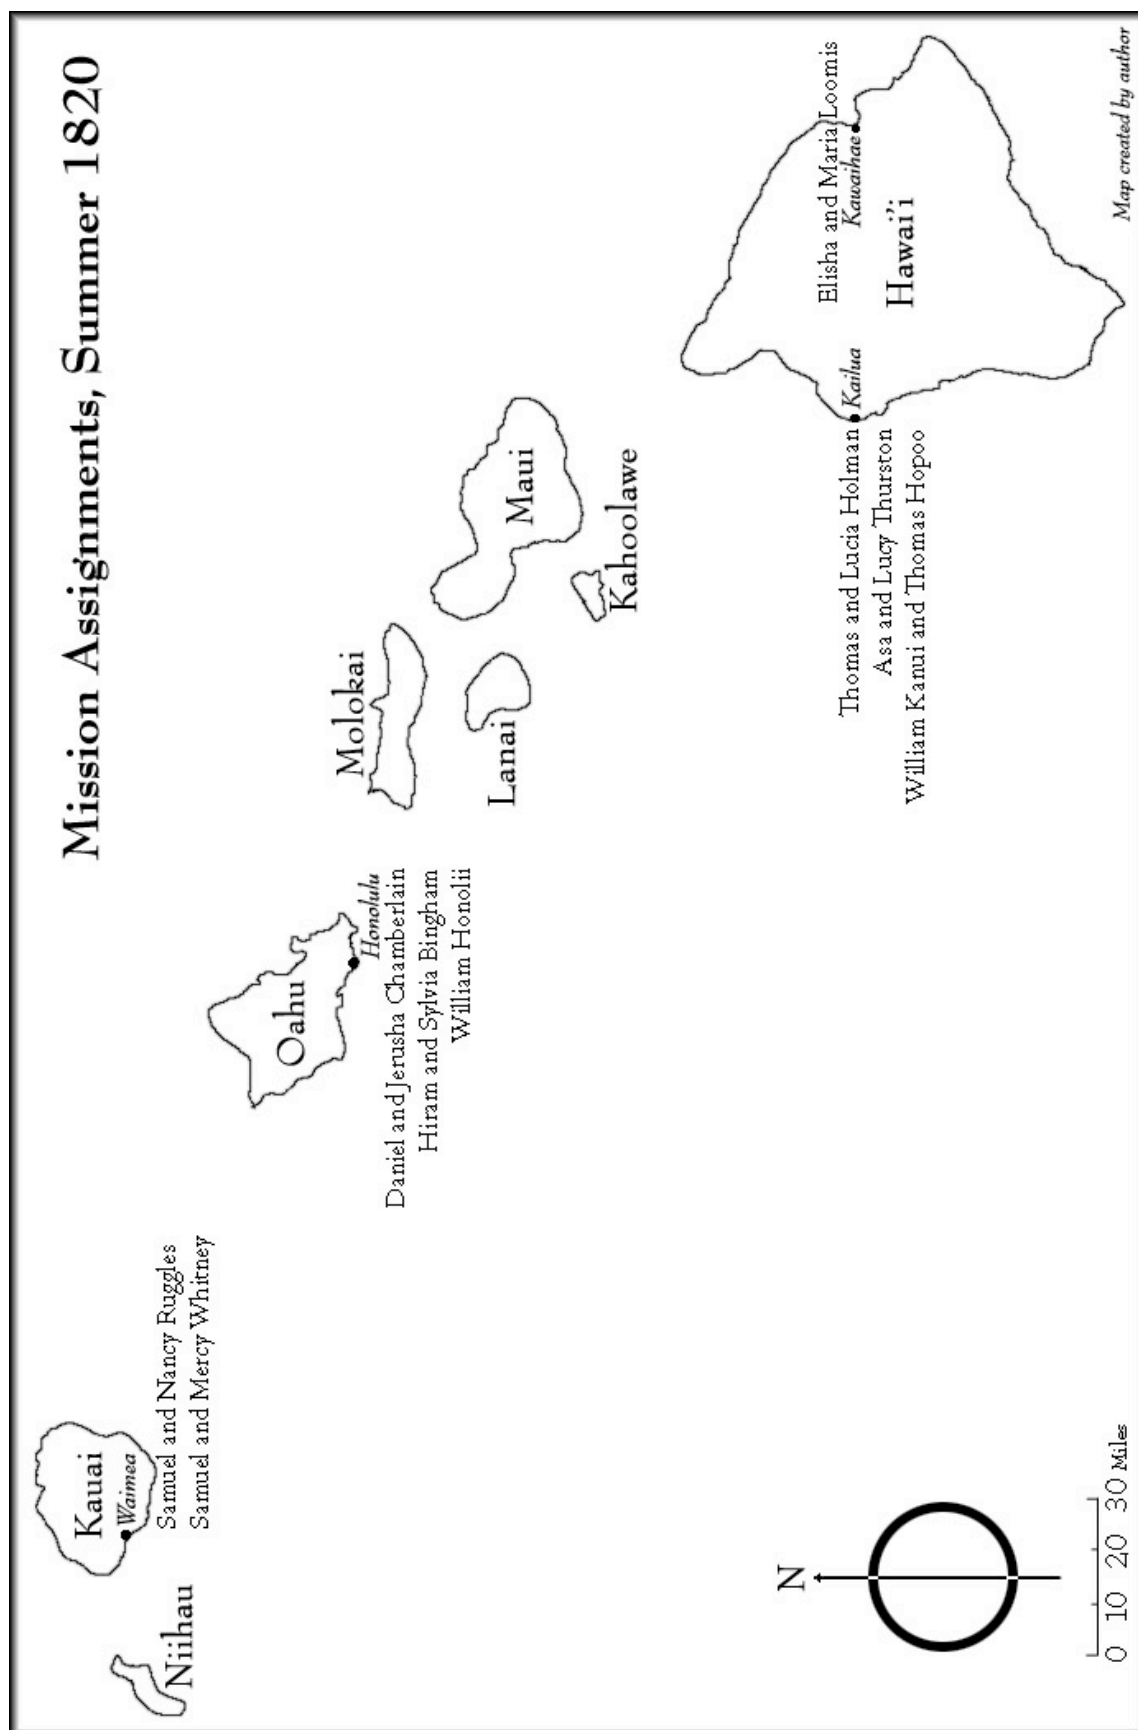 Mission Assignments, Summer 1820
Kauai
Waimea
Samuel and Nancy Ruggles
Samuel and Mercy Whitney
Niihau
Oahu
Honolulu
Daniel and Jerusha Chamberlain
Hiram and Sylvia Bingham
William Honolii
Molokai
Lanai
Maui
Kahoolawe
Elisha and Maria Loomis
Kawaihae
Hawai'i
Kailua
Thomas and Lucia Holman
Asa and Lucy Thurston
William Kanui and Thomas Hopoo
N
0 10 20 30 Miles
Map created by author